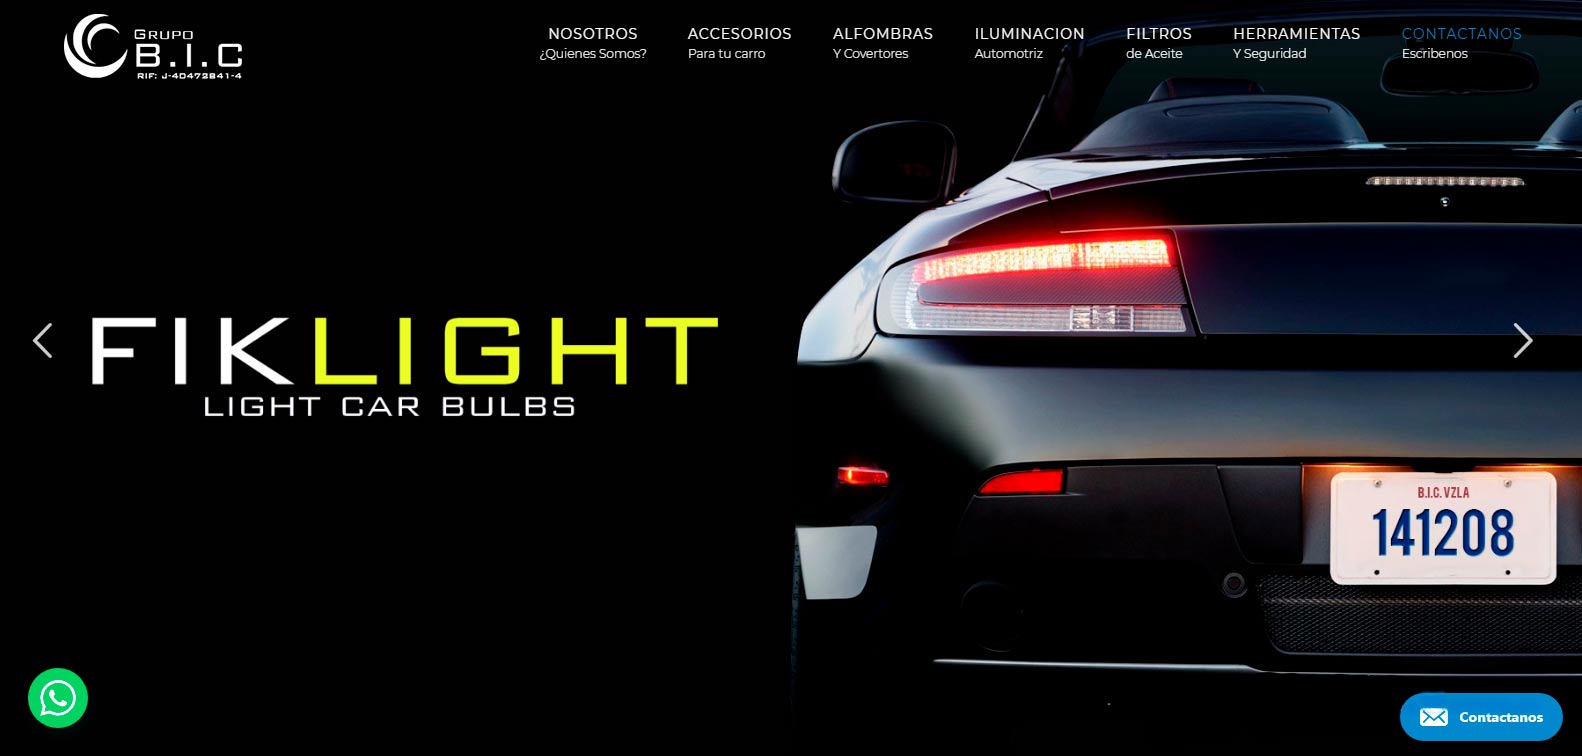 GRUPO
B.I.C
RIF: J-40472841-4
NOSOTROS
¿Quienes Somos?
ACCESORIOS
Para tu carro
ALFOMBRAS
Y Covertores
ILUMINACION
Automotriz
FILTROS
de Aceite
HERRAMIENTAS
Y Seguridad
CONTACTANOS
Escribenos
FIKLIGHT
LIGHT CAR BULBS
B.I.C. VZLA
141208
Contactanos